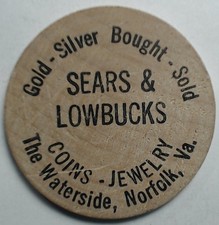 Gold - Silver Bought - Sold
SEARS &
LOWBUCKS
COINS - JEWELRY
The Waterside, Norfolk, Va.